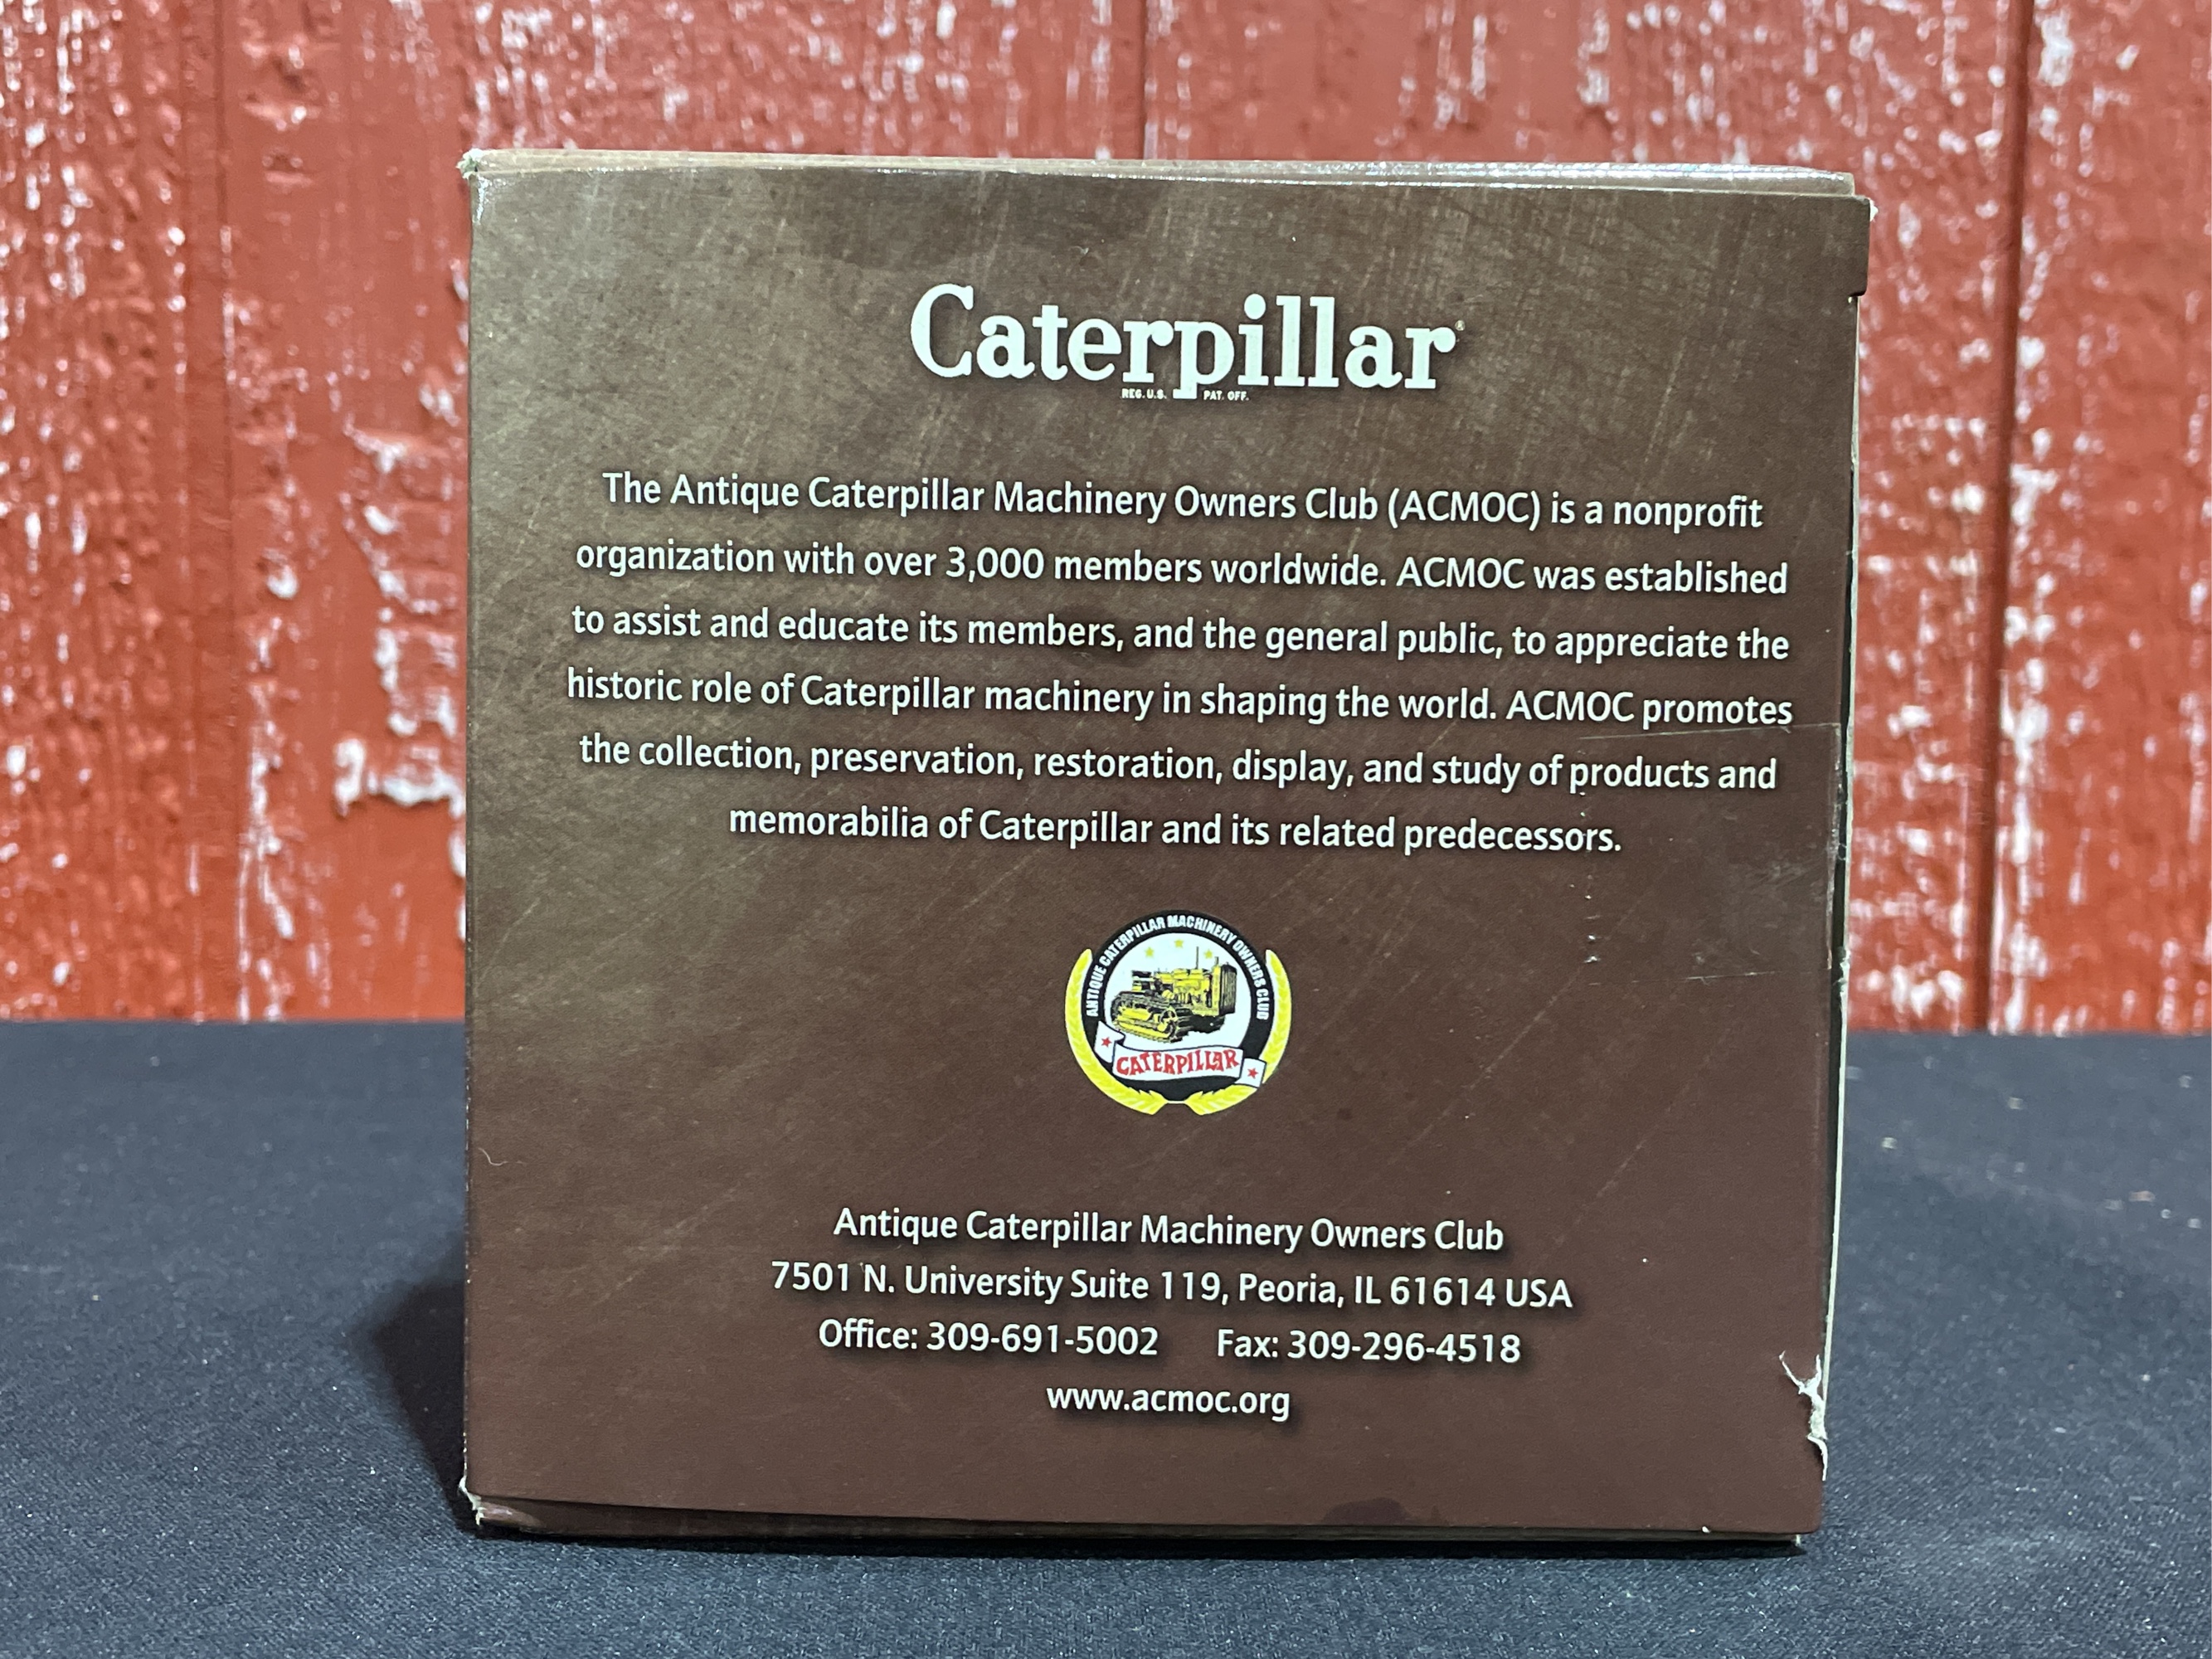 Caterpillar®
REG. U.S. PAT. OFF.
The Antique Caterpillar Machinery Owners Club (ACMOC) is a nonprofit
organization with over 3,000 members worldwide. ACMOC was established
to assist and educate its members, and the general public, to appreciate the
historic role of Caterpillar machinery in shaping the world. ACMOC promotes
the collection, preservation, restoration, display, and study of products and
memorabilia of Caterpillar and its related predecessors.
ANTIQUE CATERPILLAR MACHINERY OWNERS CLUB
CATERPILLAR
Antique Caterpillar Machinery Owners Club
7501 N. University Suite 119, Peoria, IL 61614 USA
Office: 309-691-5002 Fax: 309-296-4518
www.acmoc.org